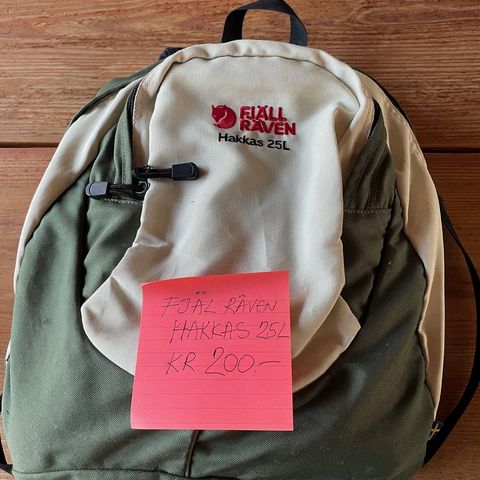 FJÄLL
RÄVEN
Hakkas 25L
FJÄL RÄVEN
HAKKAS 25L
KR 200.-